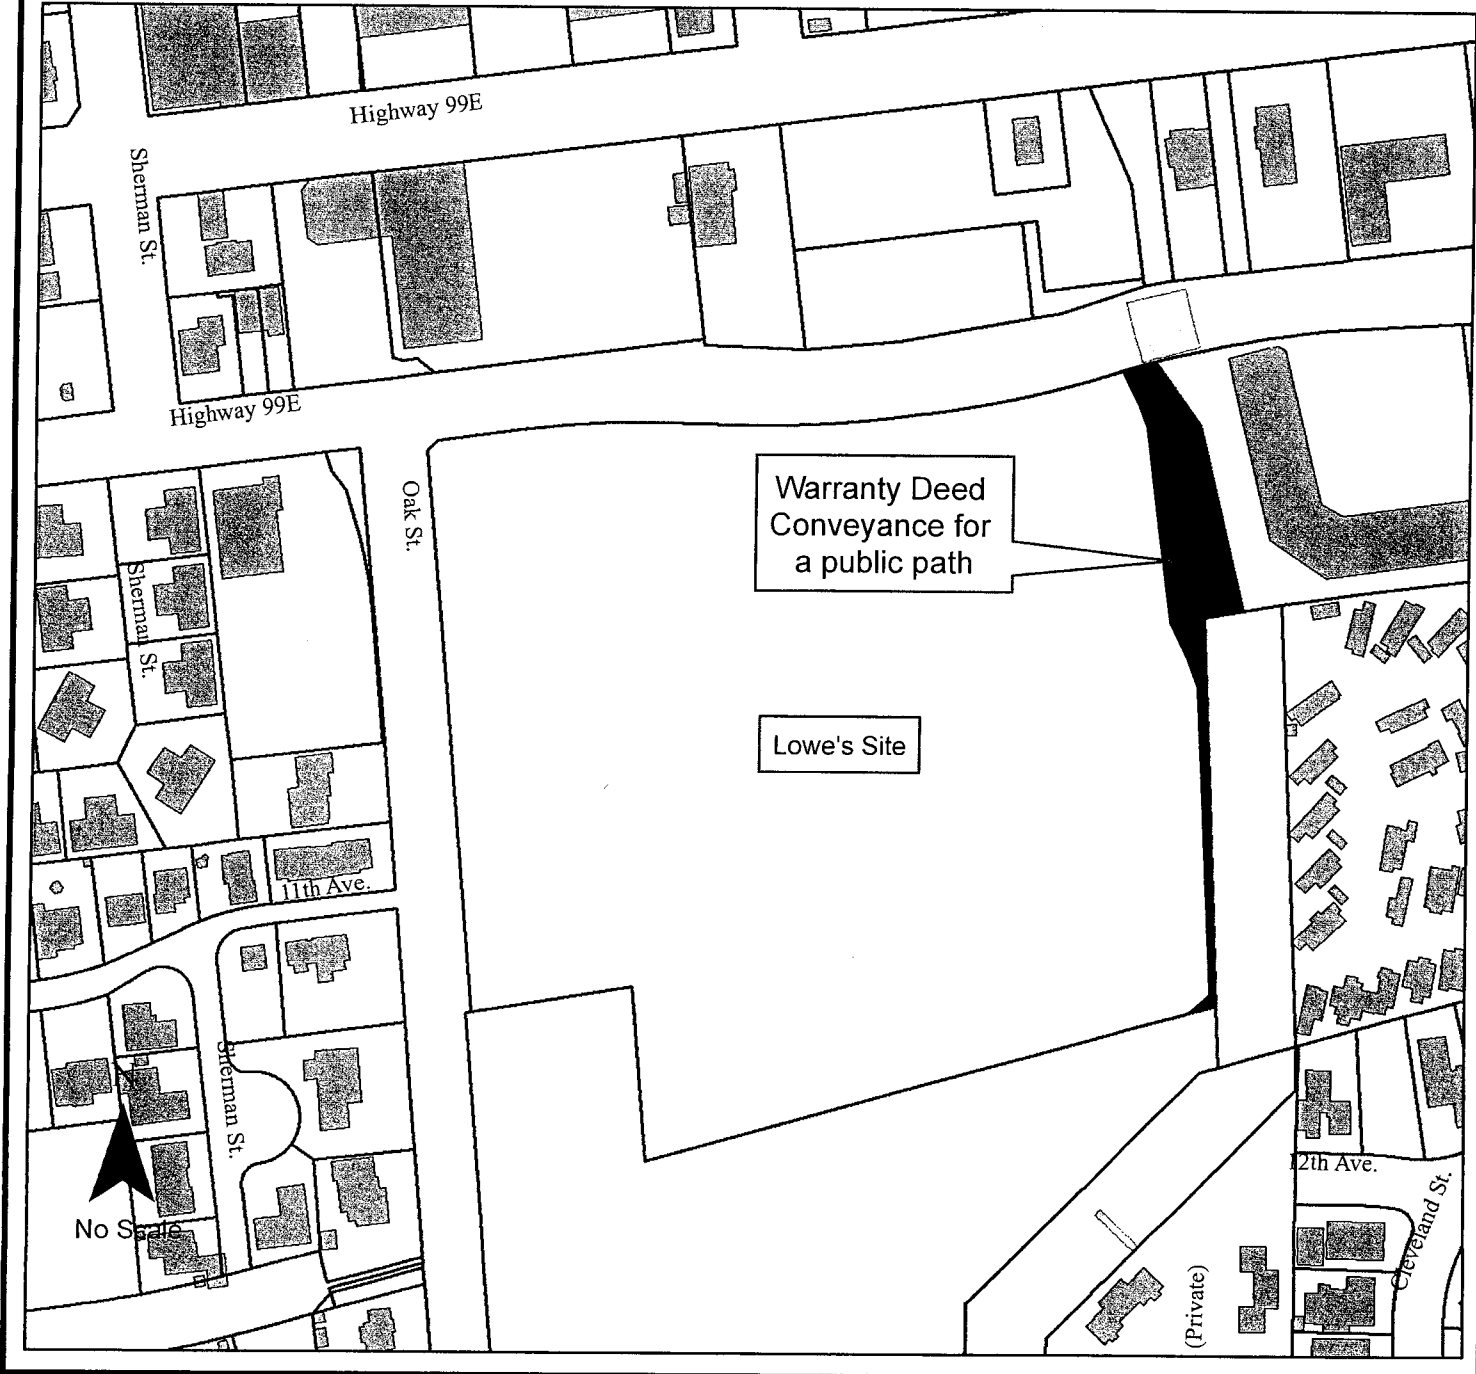 Highway 99E
Sherman St.
Highway 99E
Oak St.
Warranty Deed
Conveyance for
a public path
Sherman St.
Lowe's Site
11th Ave.
Sherman St.
12th Ave.
Cleveland St.
No Scale
(Private)